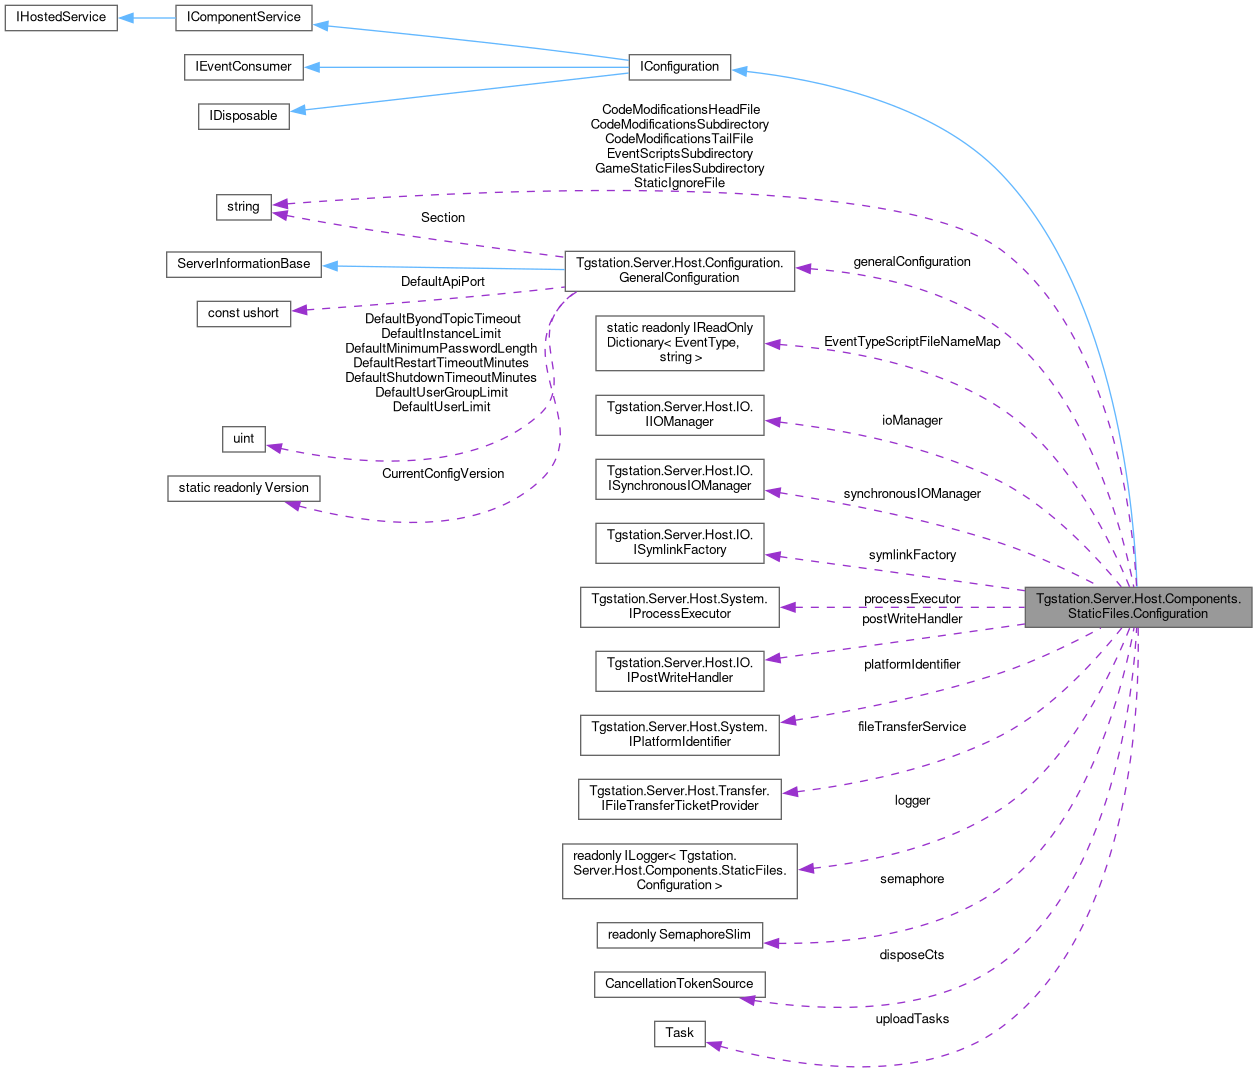 IHostedService
IComponentService
IEventConsumer
IConfiguration
IDisposable
CodeModificationsHeadFile
CodeModificationsSubdirectory
CodeModificationsTailFile
EventScriptsSubdirectory
GameStaticFilesSubdirectory
StaticIgnoreFile
string
Section
ServerInformationBase
Tgstation.Server.Host.Configuration.
GeneralConfiguration
generalConfiguration
DefaultApiPort
const ushort
DefaultByondTopicTimeout
DefaultInstanceLimit
DefaultMinimumPasswordLength
DefaultRestartTimeoutMinutes
DefaultShutdownTimeoutMinutes
DefaultUserGroupLimit
DefaultUserLimit
static readonly IReadOnly
Dictionary< EventType,
string >
EventTypeScriptFileNameMap
uint
Tgstation.Server.Host.IO.
IIOManager
ioManager
CurrentConfigVersion
static readonly Version
Tgstation.Server.Host.IO.
ISynchronousIOManager
synchronousIOManager
Tgstation.Server.Host.IO.
ISymlinkFactory
symlinkFactory
Tgstation.Server.Host.System.
IProcessExecutor
processExecutor
postWriteHandler
Tgstation.Server.Host.Components.
StaticFiles.Configuration
Tgstation.Server.Host.IO.
IPostWriteHandler
platformIdentifier
Tgstation.Server.Host.System.
IPlatformIdentifier
fileTransferService
Tgstation.Server.Host.Transfer.
IFileTransferTicketProvider
logger
readonly ILogger< Tgstation.
Server.Host.Components.StaticFiles.
Configuration >
semaphore
readonly SemaphoreSlim
disposeCts
CancellationTokenSource
uploadTasks
Task